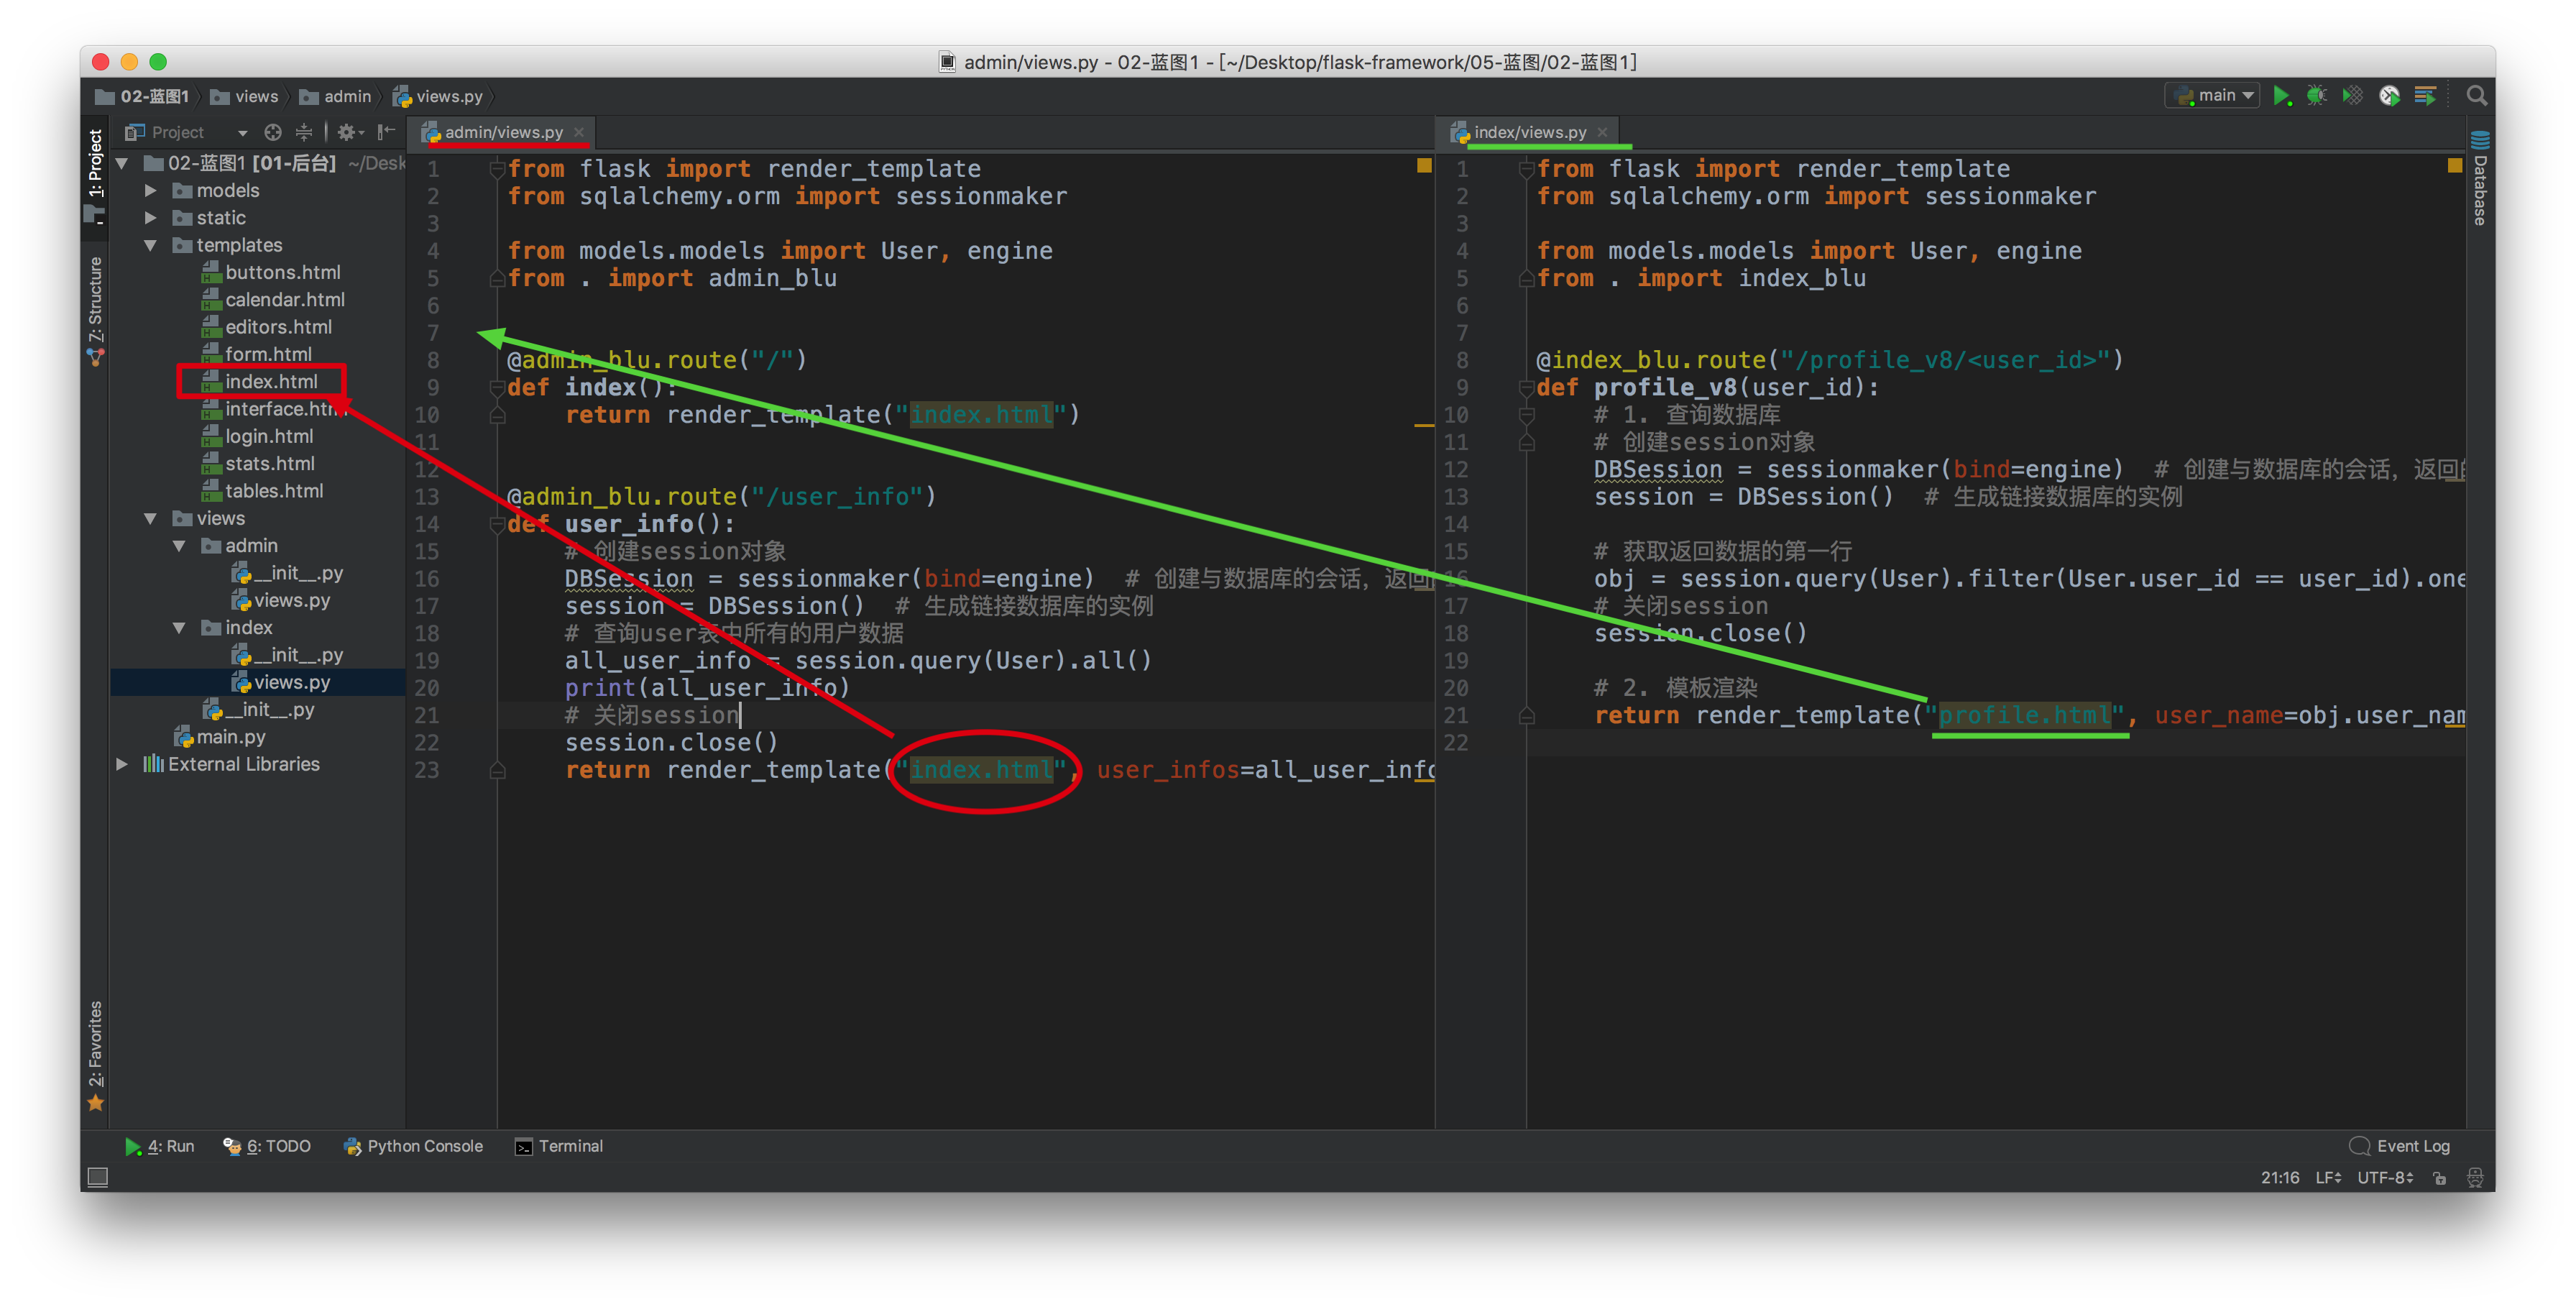 admin/views.py - 02-蓝图1 - [~/Desktop/flask-framework/05-蓝图/02-蓝图1]
02-蓝图1 views admin views.py
main
Project
admin/views.py
index/views.py
1: Project
7: Structure
2: Favorites
Database
02-蓝图1 [01-后台] ~/Desk
models
static
templates
buttons.html
calendar.html
editors.html
form.html
index.html
interface.htm
login.html
stats.html
tables.html
views
admin
__init__.py
views.py
index
__init__.py
views.py
__init__.py
main.py
External Libraries
1 from flask import render_template
2 from sqlalchemy.orm import sessionmaker
3
4 from models.models import User, engine
5 from . import admin_blu
6
7
8 @admin_blu.route("/")
9 def index():
10 return render_template("index.html")
11
12
13 @admin_blu.route("/user_info")
14 def user_info():
15 # 创建session对象
16 DBSession = sessionmaker(bind=engine) # 创建与数据库的会话，返回
17 session = DBSession() # 生成链接数据库的实例
18 # 查询user表中所有的用户数据
19 all_user_info = session.query(User).all()
20 print(all_user_info)
21 # 关闭session
22 session.close()
23 return render_template("index.html", user_infos=all_user_info
1 from flask import render_template
2 from sqlalchemy.orm import sessionmaker
3
4 from models.models import User, engine
5 from . import index_blu
6
7
8 @index_blu.route("/profile_v8/<user_id>")
9 def profile_v8(user_id):
10 # 1. 查询数据库
11 # 创建session对象
12 DBSession = sessionmaker(bind=engine) # 创建与数据库的会话，返回
13 session = DBSession() # 生成链接数据库的实例
14
15 # 获取返回数据的第一行
16 obj = session.query(User).filter(User.user_id == user_id).one
17 # 关闭session
18 session.close()
19
20 # 2. 模板渲染
21 return render_template("profile.html", user_name=obj.user_nam
22
4: Run 6: TODO Python Console Terminal Event Log
21:16 LF UTF-8